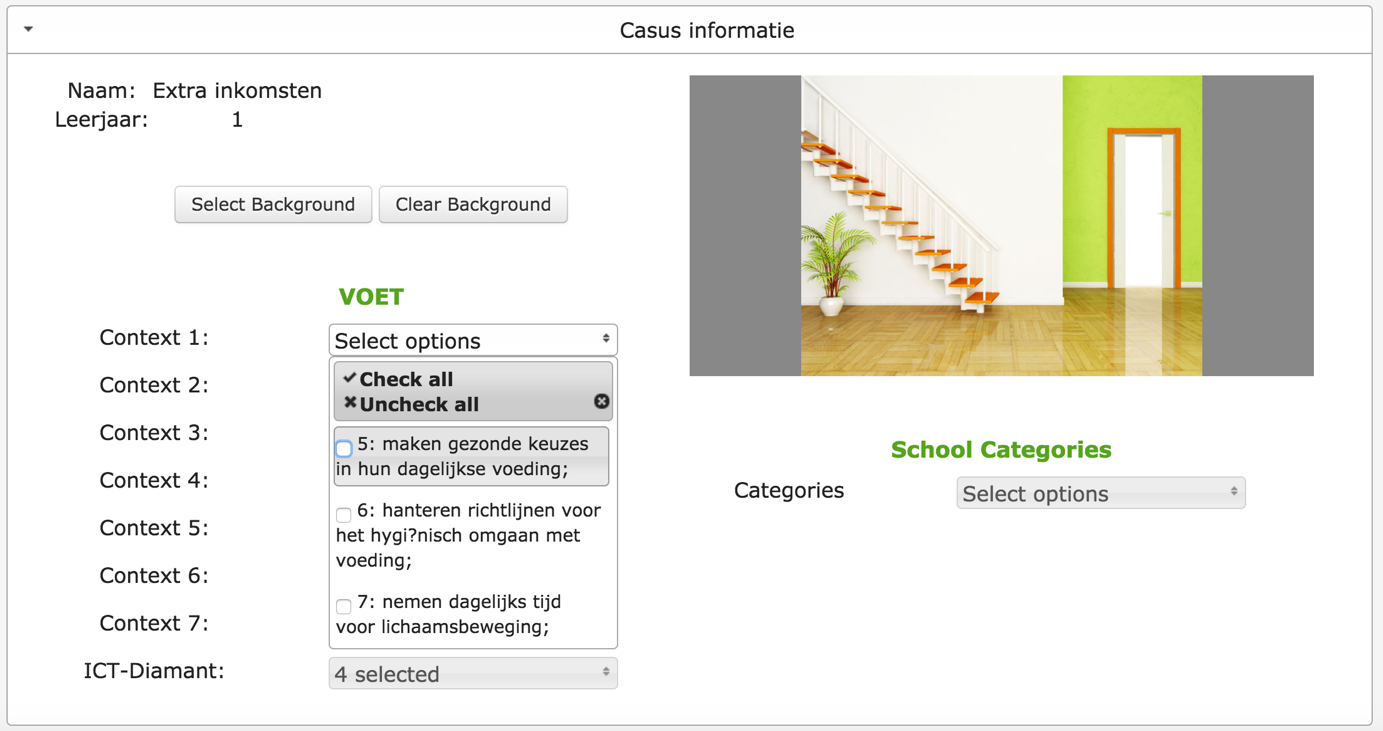 Casus informatie
Naam: Extra inkomsten
Leerjaar: 1
Select Background Clear Background
VOET
Context 1: Select options
Check all
Uncheck all
5: maken gezonde keuzes
in hun dagelijkse voeding;
6: hanteren richtlijnen voor
het hygi?nisch omgaan met
voeding;
7: nemen dagelijks tijd
voor lichaamsbeweging;
Context 2:
Context 3:
Context 4:
Context 5:
Context 6:
Context 7:
ICT-Diamant: 4 selected
School Categories
Categories Select options